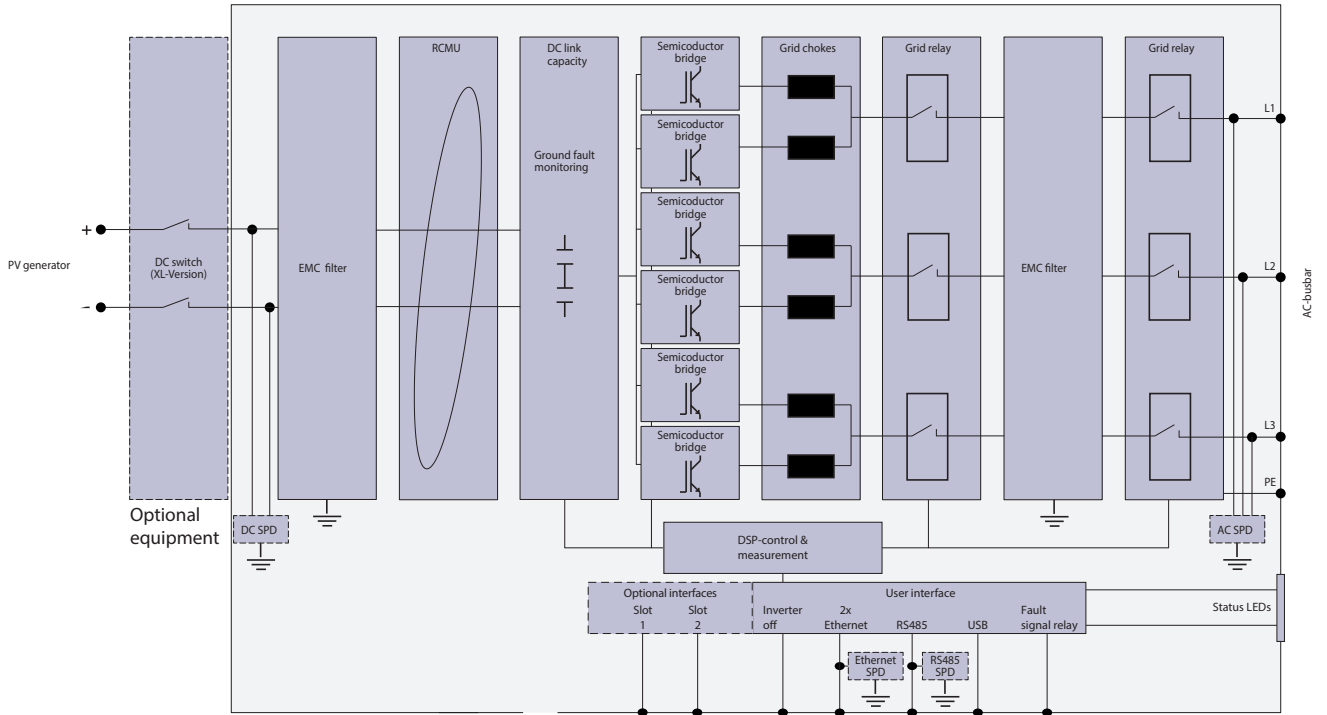 RCMU
DC link
capacity
Semicoductor
bridge
Grid chokes
Grid relay
Grid relay
L1
Semicoductor
bridge
Ground fault
monitoring
Semicoductor
bridge
+
PV generator
DC switch
(XL-Version)
EMC filter
EMC filter
L2
AC-busbar
Semicoductor
bridge
–
Semicoductor
bridge
L3
Semicoductor
bridge
PE
Optional
equipment
DC SPD
AC SPD
DSP-control &
measurement
Optional interfaces
Slot
1
Slot
2
User interface
Inverter
off
2x
Ethernet
RS485
USB
Fault
signal relay
Status LEDs
Ethernet
SPD
RS485
SPD